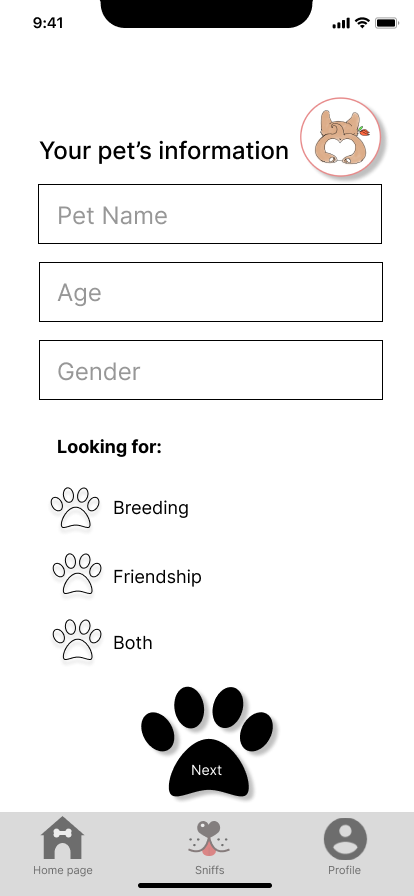 9:41
Your pet’s information
Pet Name
Age
Gender
Looking for:
Breeding
Friendship
Both
Next
Home page
Sniffs
Profile